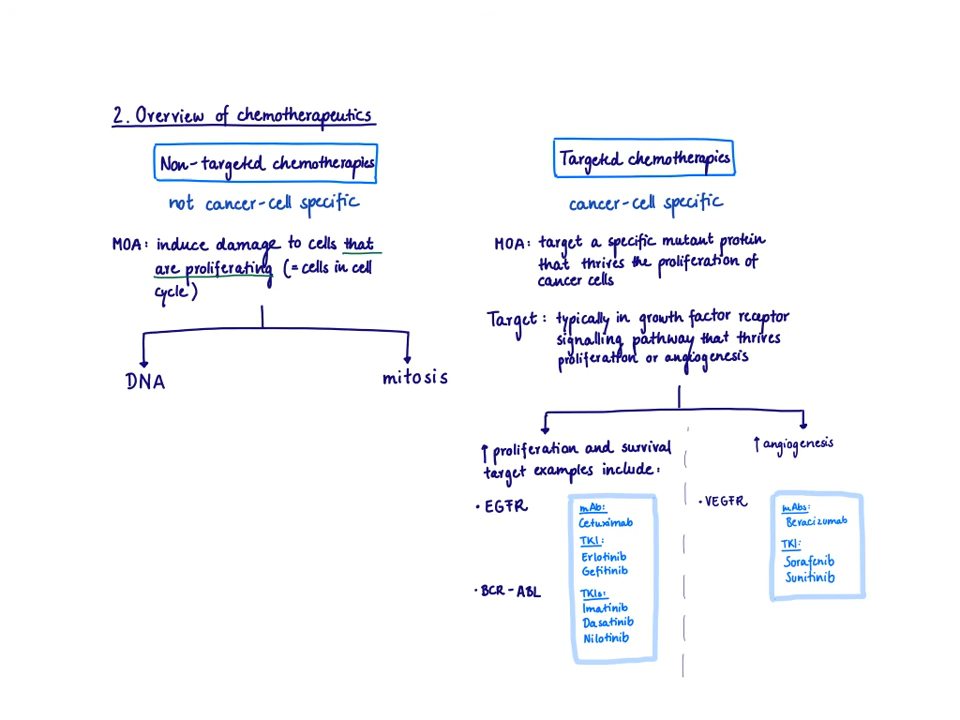 2. Overview of chemotherapeutics
Non-targeted chemotherapies
not cancer-cell specific
MOA: induce damage to cells that
are proliferating (= cells in cell
cycle)
DNA
mitosis
Targeted chemotherapies
cancer-cell specific
MOA: target a specific mutant protein
that thrives the proliferation of
cancer cells
Target: typically in growth factor receptor
signalling pathway that thrives
proliferation or angiogenesis
↑ proliferation and survival
target examples include:
• EGFR
mAb:
Cetuximab
TKI:
Erlotinib
Gefitinib
• BCR-ABL
TKIs:
Imatinib
Dasatinib
Nilotinib
↑ angiogenesis
• VEGFR
mAbs:
Bevacizumab
TKI:
Sorafenib
Sunitinib